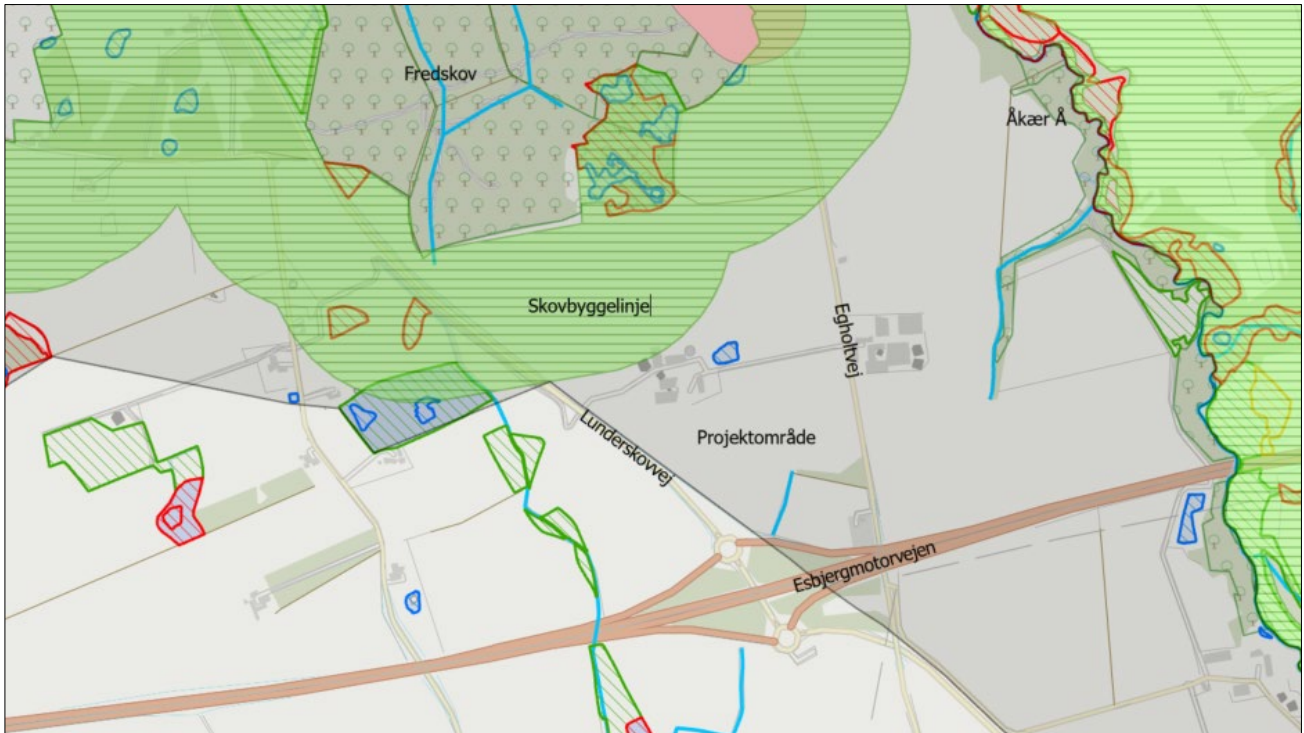 Fredskov
Åkær Å
Skovbyggelinje
Egholtvej
Lunderskovvej
Projektområde
Esbjergmotorvejen